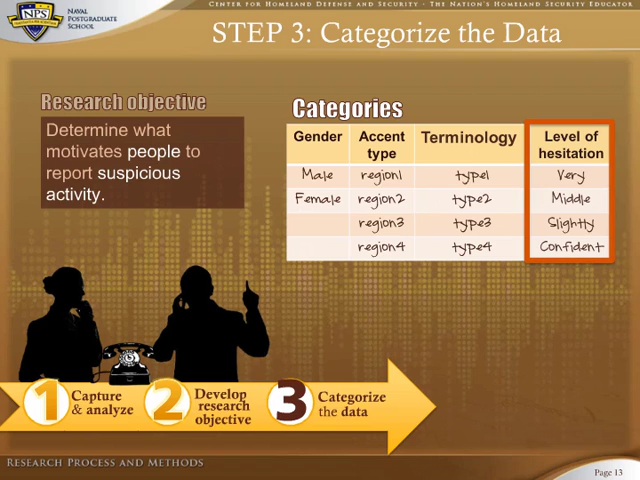 Center for Homeland Defense and Security - The Nation's Homeland Security Educator
NPS
Naval
Postgraduate
School
STEP 3: Categorize the Data
Research objective
Determine what
motivates people to
report suspicious
activity.
Categories
Gender Accent type Terminology Level of hesitation
Male region1 type1 Very
Female region2 type2 Middle
region3 type3 Slightly
region4 type4 Confident
1 Capture & analyze
2 Develop research objective
3 Categorize the data
Research Process and Methods
Page 13